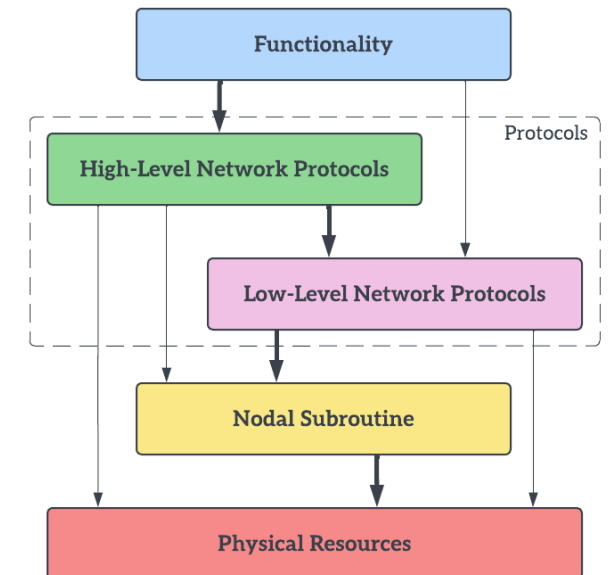 Functionality
Protocols
High-Level Network Protocols
Low-Level Network Protocols
Nodal Subroutine
Physical Resources